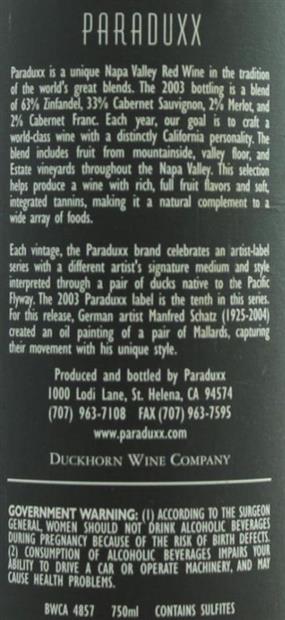 PARADUXX
Paraduxx is a unique Napa Valley Red Wine in the tradition
of the world's great blends. The 2003 bottling is a blend
of 63% Zinfandel, 33% Cabernet Sauvignon, 2% Merlot, and
2% Cabernet Franc. Each year, our goal is to craft a
world-class wine with a distinctly California personality. The
blend includes fruit from mountainside, valley floor, and
Estate vineyards throughout the Napa Valley. This selection
helps produce a wine with rich, full fruit flavors and soft,
integrated tannins, making it a natural complement to a
wide array of foods.
Each vintage, the Paraduxx brand celebrates an artist-label
series with a different artist's signature medium and style
interpreted through a pair of ducks native to the Pacific
Flyway. The 2003 Paraduxx label is the tenth in this series.
For this release, German artist Manfred Schatz (1925-2004)
created an oil painting of a pair of Mallards, capturing
their movement with his unique style.
Produced and bottled by Paraduxx
1000 Lodi Lane, St. Helena, CA 94574
(707) 963-7108 FAX (707) 963-7595
www.paraduxx.com
DUCKHORN WINE COMPANY
GOVERNMENT WARNING: (1) ACCORDING TO THE SURGEON
GENERAL, WOMEN SHOULD NOT DRINK ALCOHOLIC BEVERAGES
DURING PREGNANCY BECAUSE OF THE RISK OF BIRTH DEFECTS.
(2) CONSUMPTION OF ALCOHOLIC BEVERAGES IMPAIRS YOUR
ABILITY TO DRIVE A CAR OR OPERATE MACHINERY, AND MAY
CAUSE HEALTH PROBLEMS.
BWCA 4857 750ml CONTAINS SULFITES